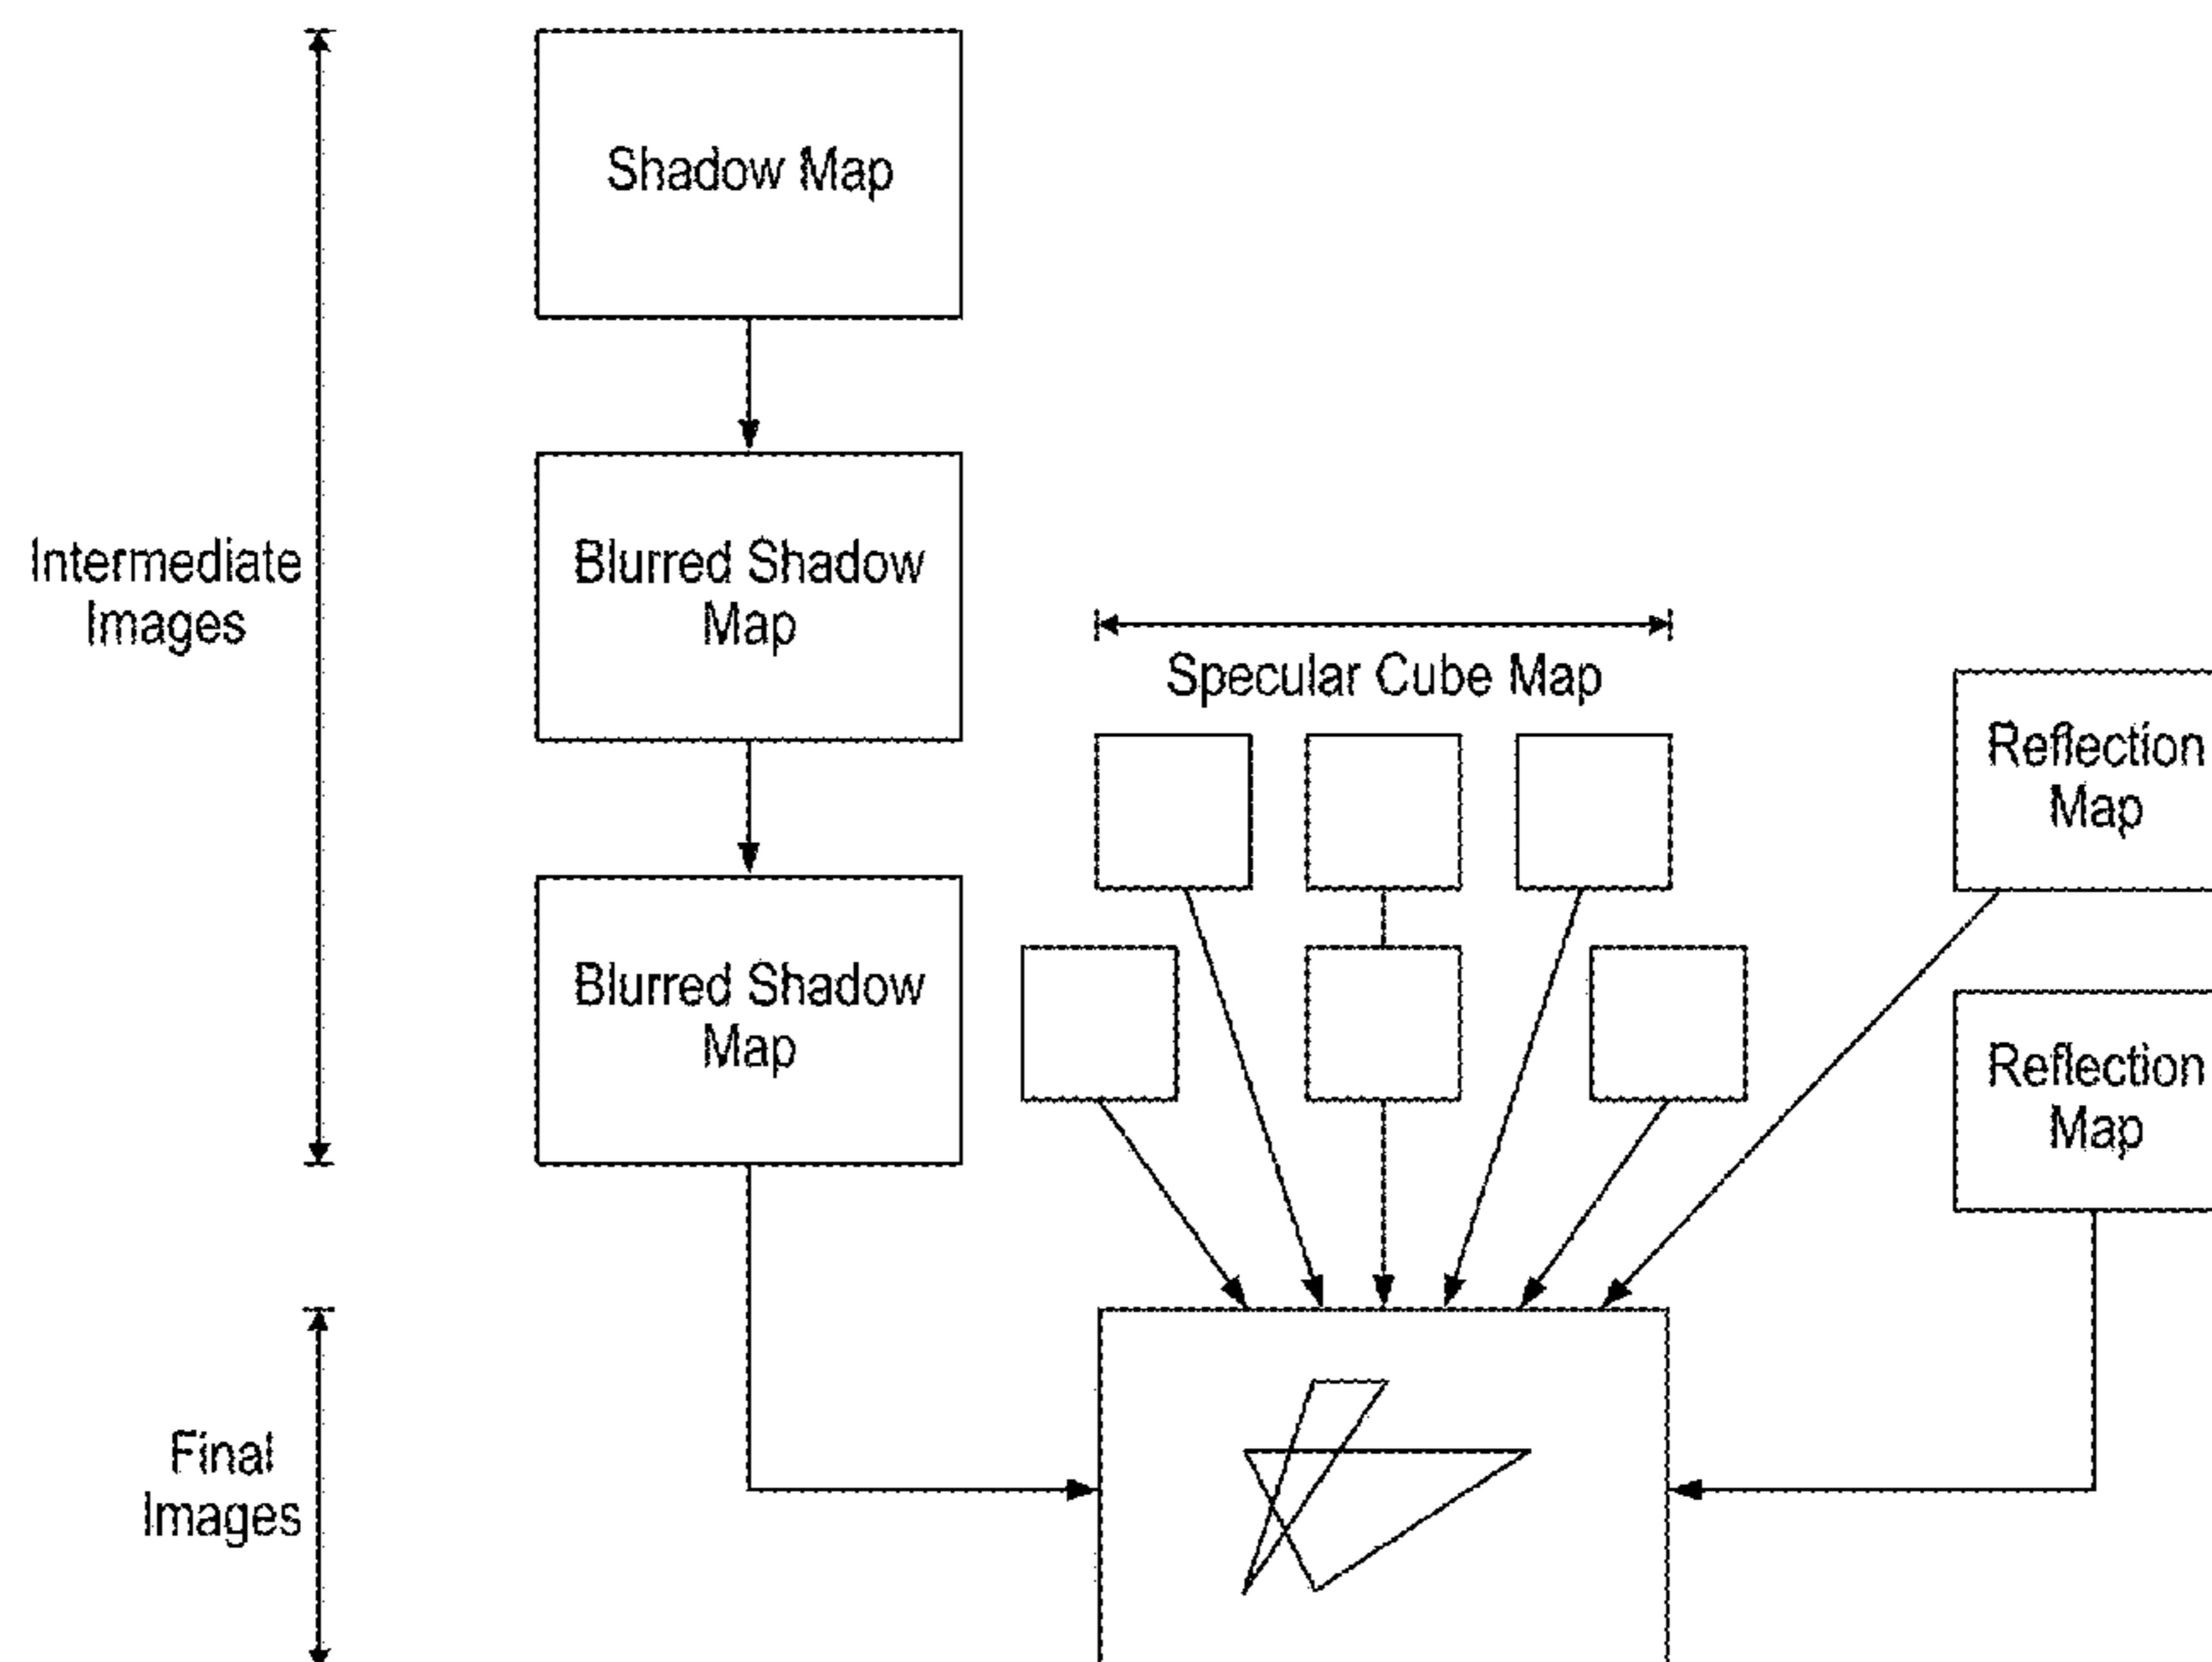 Shadow Map
Intermediate
Images
Blurred Shadow
Map
Specular Cube Map
Reflection
Map
Blurred Shadow
Map
Reflection
Map
Final
Images